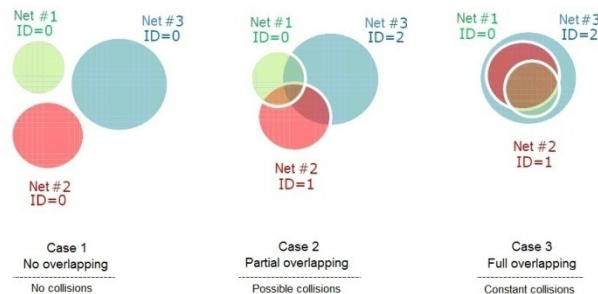 Net #1
ID=0
Net #3
ID=0
Net #2
ID=0
Case 1
No overlapping
No collisions
Net #1
ID=0
Net #3
ID=2
Net #2
ID=1
Case 2
Partial overlapping
Possible collisions
Net #1
ID=0
Net #3
ID=2
Net #2
ID=1
Case 3
Full overlapping
Constant collisions